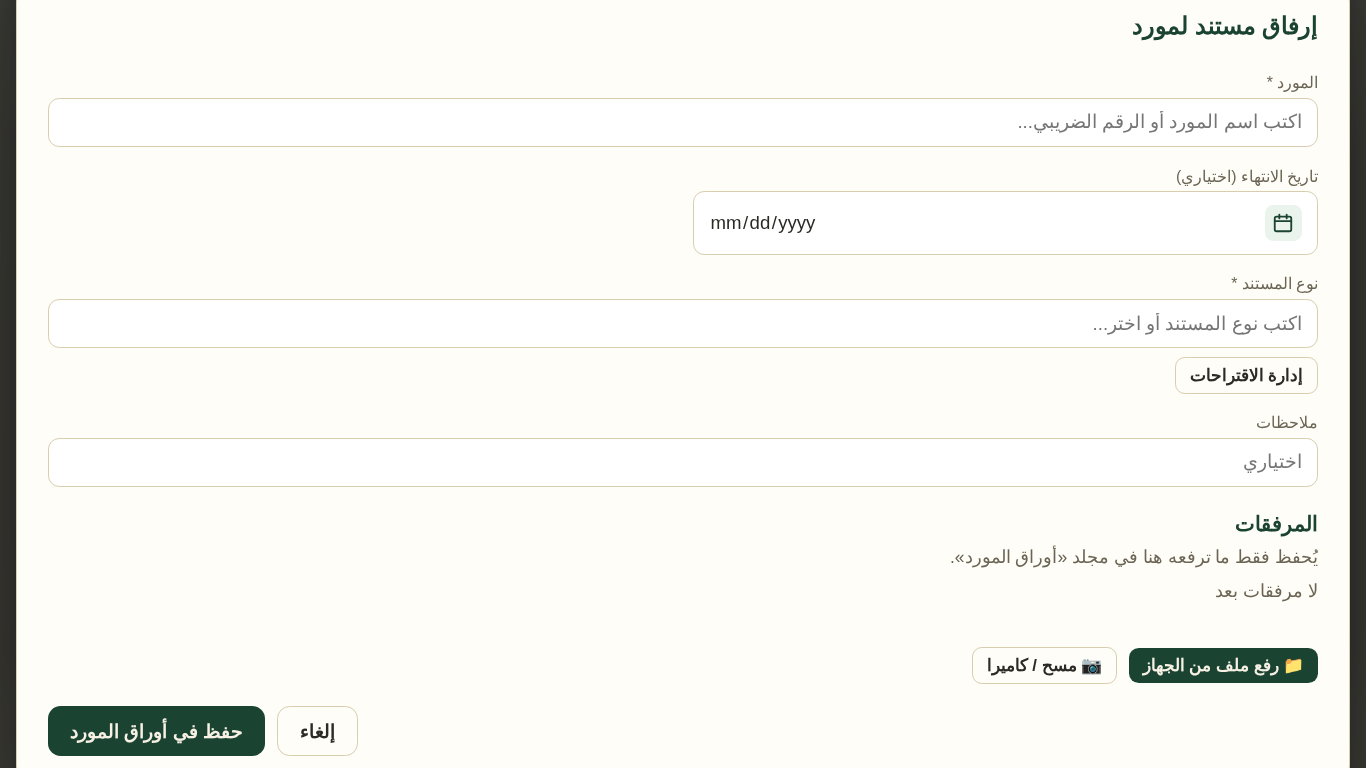 إرفاق مستند لمورد
المورد *
اكتب اسم المورد أو الرقم الضريبي...
تاريخ الانتهاء (اختياري)
mm/dd/yyyy
نوع المستند *
اكتب نوع المستند أو اختر...
إدارة الاقتراحات
ملاحظات
اختياري
المرفقات
يُحفظ فقط ما ترفعه هنا في مجلد «أوراق المورد».
لا مرفقات بعد
📁 رفع ملف من الجهاز
📷 مسح / كاميرا
إلغاء
حفظ في أوراق المورد